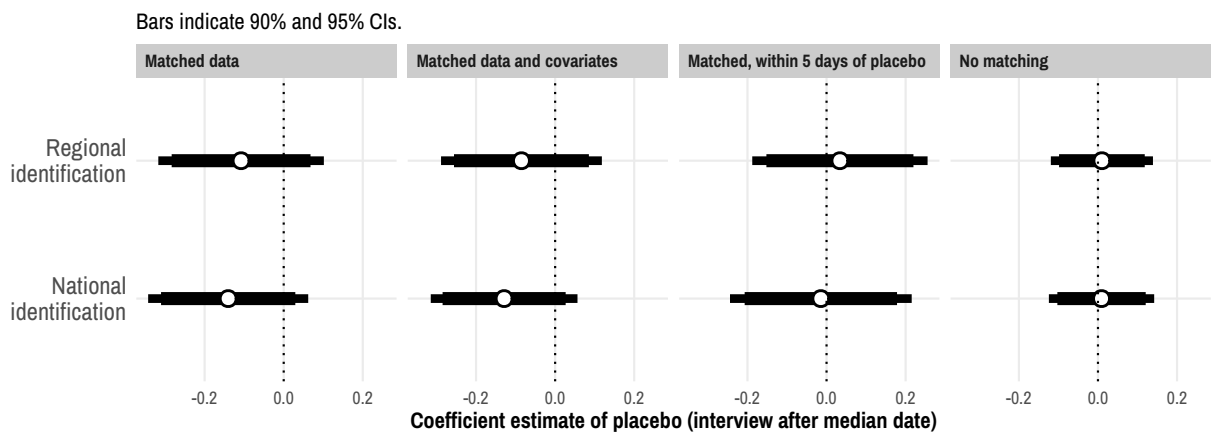 Bars indicate 90% and 95% CIs.
Matched data
Matched data and covariates
Matched, within 5 days of placebo
No matching
Regional
identification
National
identification
-0.2 0.0 0.2 -0.2 0.0 0.2 -0.2 0.0 0.2 -0.2 0.0 0.2
Coefficient estimate of placebo (interview after median date)